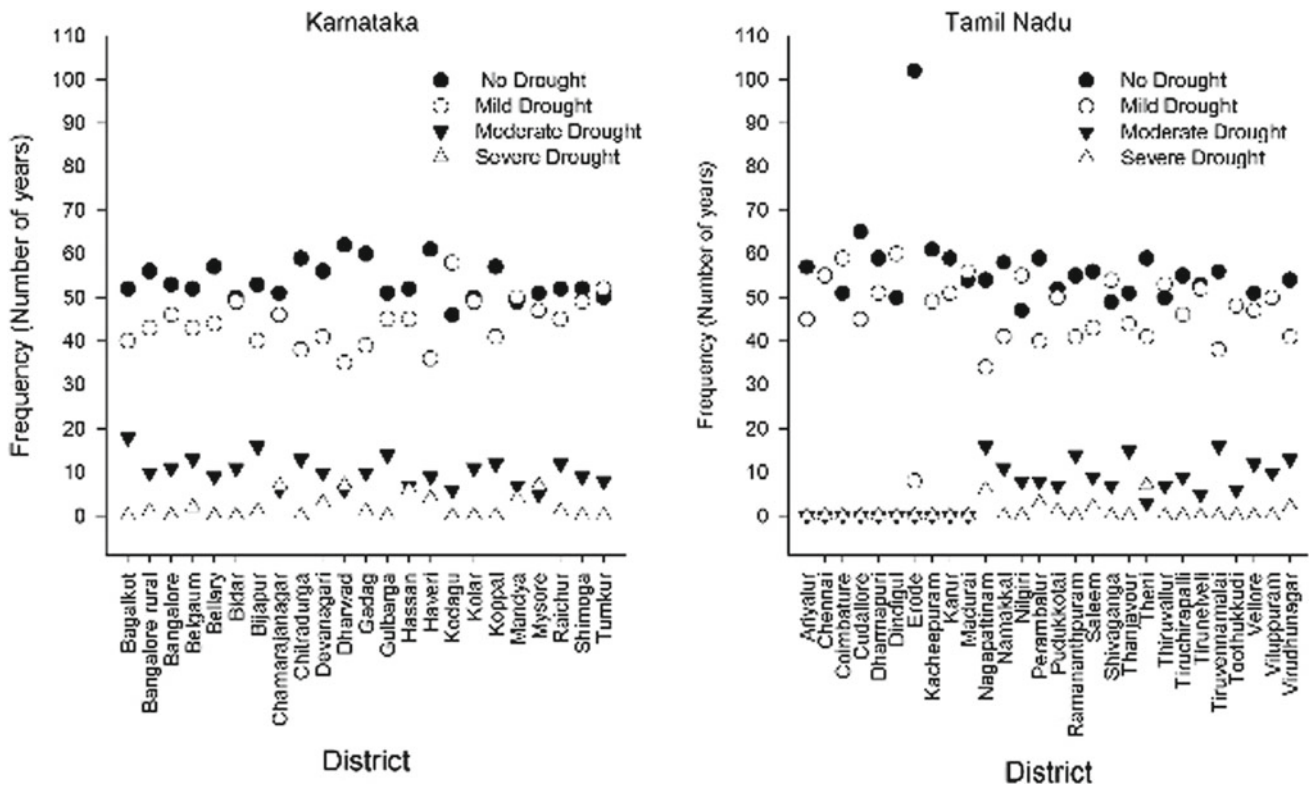 Karnataka
110
100
90
80
70
60
50
40
30
20
10
0
Frequency (Number of years)
No Drought
Mild Drought
Moderate Drought
Severe Drought
Bagalkot
Bangalore rural
Bangalore
Belgaum
Bellary
Bidar
Bijapur
Chamarajanagar
Chitradurga
Devanagari
Dharwad
Gadag
Gulbarga
Hassan
Haveri
Kodagu
Kolar
Koppal
Mandya
Mysore
Raichur
Shimoga
Tumkur
District
Tamil Nadu
110
100
90
80
70
60
50
40
30
20
10
0
Frequency (Number of years)
No Drought
Mild Drought
Moderate Drought
Severe Drought
Ariyalur
Chennai
Coimbature
Cudallore
Dharmapuri
Dindigul
Erode
Kacheepuram
Karur
Madurai
Nagapattinam
Namakkal
Nilgiri
Perambalur
Pudukkotai
Ramamanthpuram
Saleem
Shivaganga
Thanjavour
Theni
Thiruvallur
Tiruchirapalli
Tirunelveli
Tiruvennamalai
Toothukkudi
Vellore
Viluppuram
Virudhunagar
District